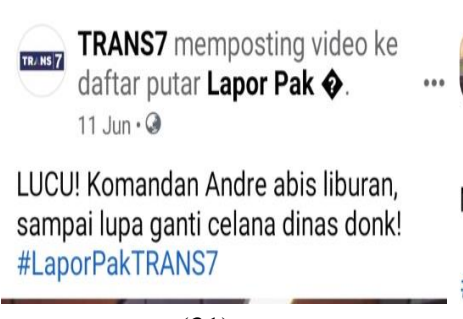 TRANS7
TRANS7 memposting video ke
daftar putar Lapor Pak �.
11 Jun •
LUCU! Komandan Andre abis liburan,
sampai lupa ganti celana dinas donk!
#LaporPakTRANS7